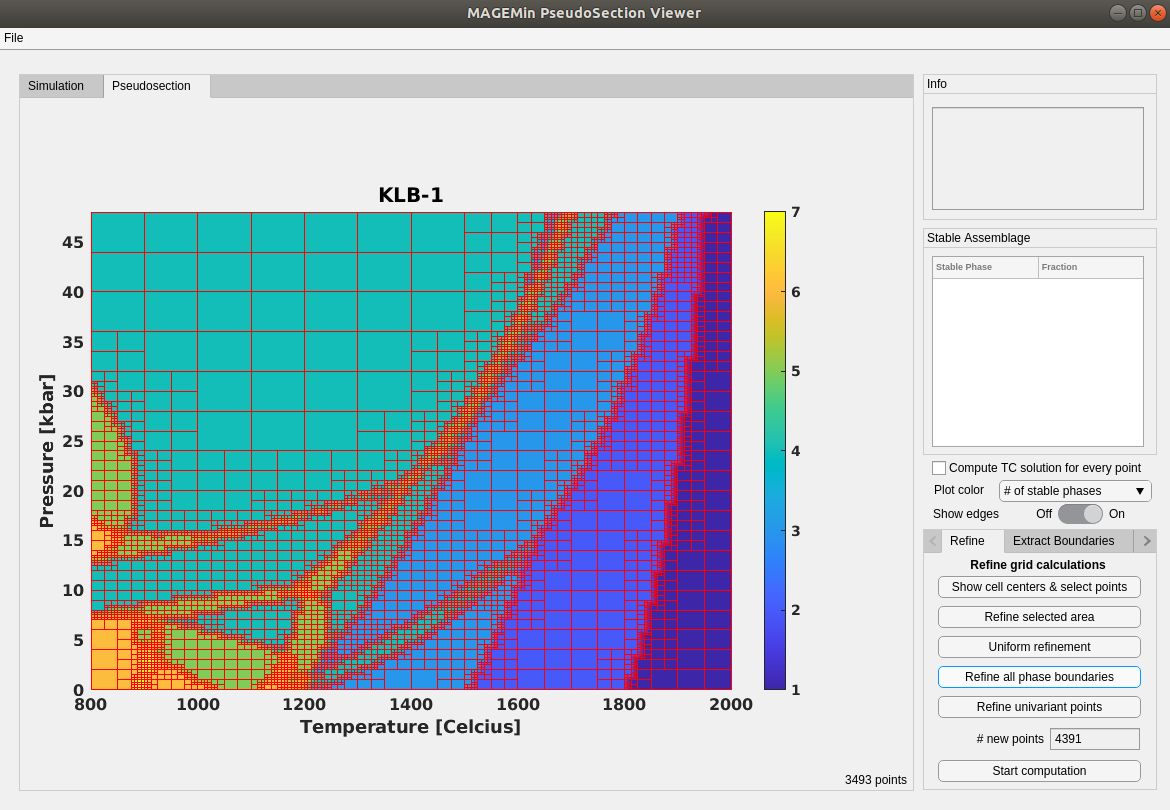 MAGEMin PseudoSection Viewer
File
Simulation
Pseudosection
KLB-1
Pressure [kbar]
45
40
35
30
25
20
15
10
5
0
800 1000 1200 1400 1600 1800 2000
Temperature [Celcius]
7
6
5
4
3
2
1
3493 points
Info
Stable Assemblage
Stable Phase Fraction
Compute TC solution for every point
Plot color # of stable phases
Show edges Off On
Refine Extract Boundaries
Refine grid calculations
Show cell centers & select points
Refine selected area
Uniform refinement
Refine all phase boundaries
Refine univariant points
# new points 4391
Start computation